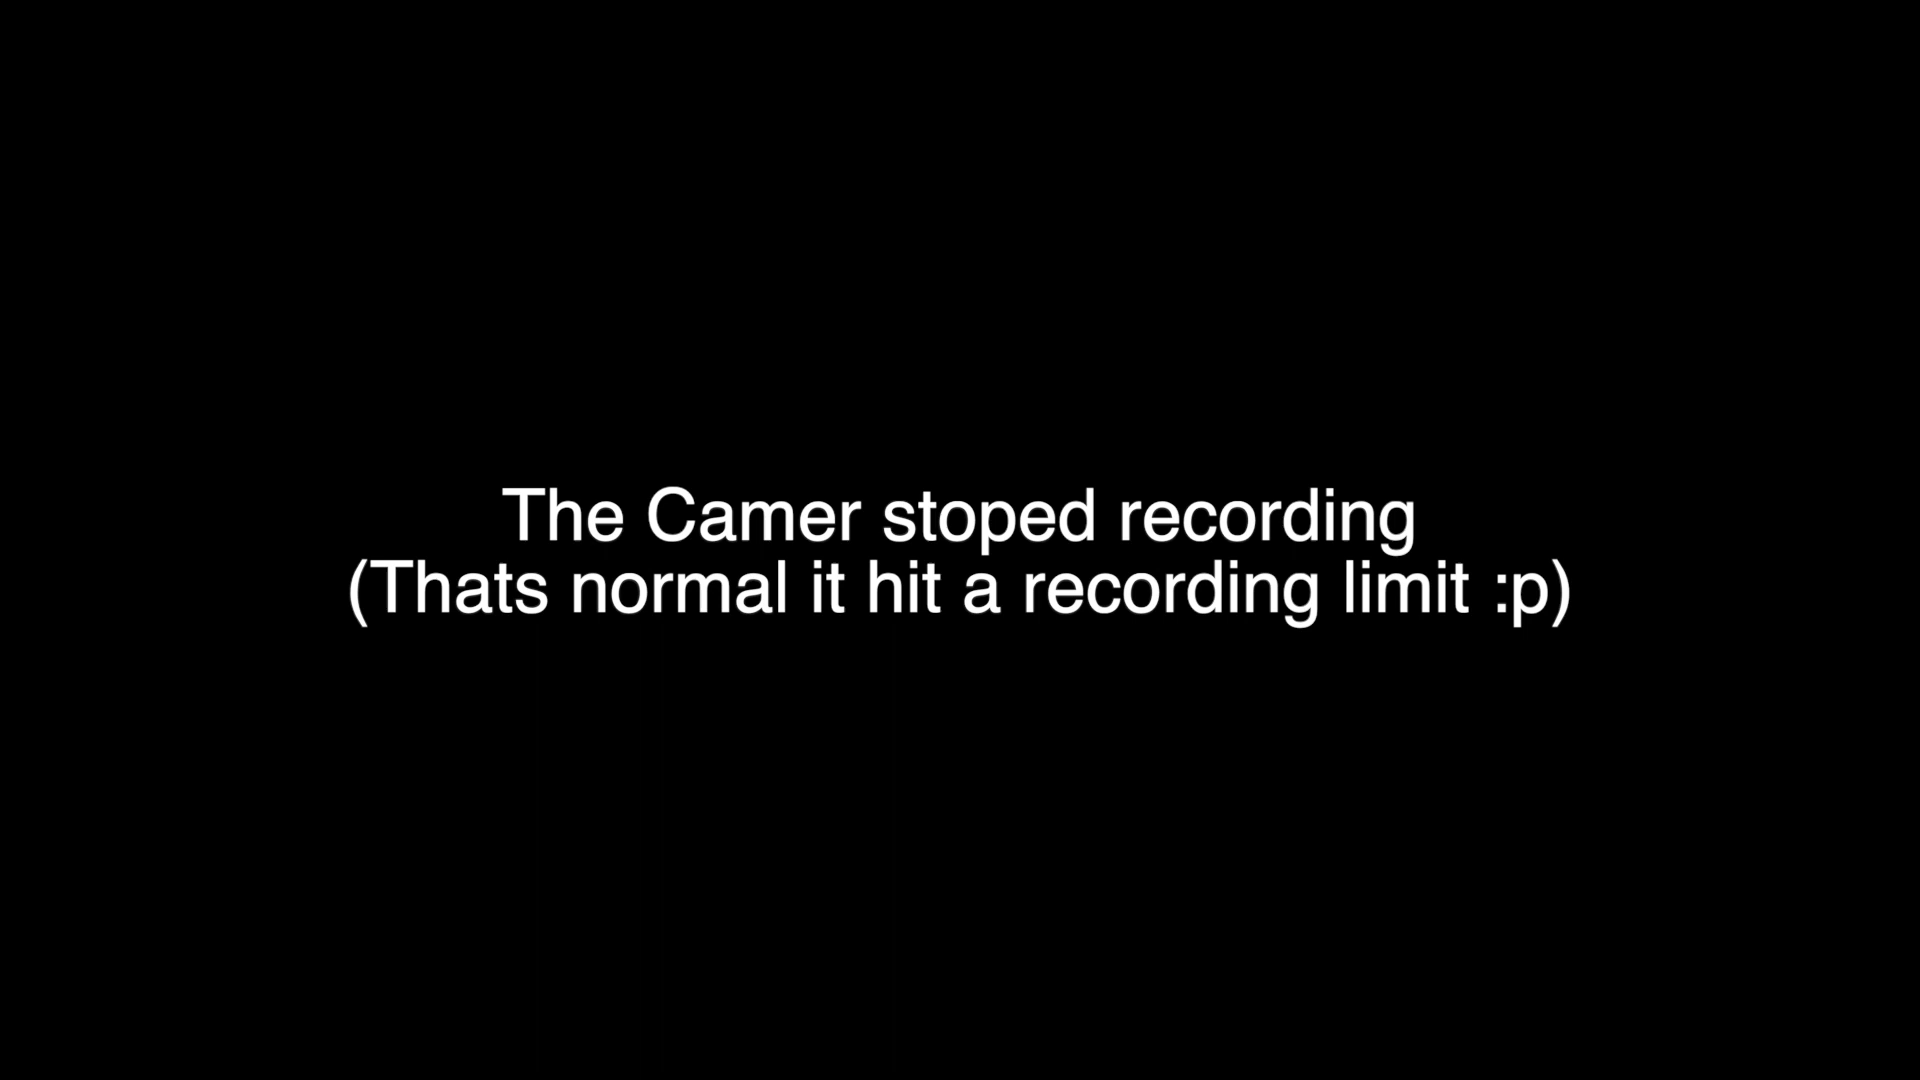 The Camer stoped recording
(Thats normal it hit a recording limit :p)